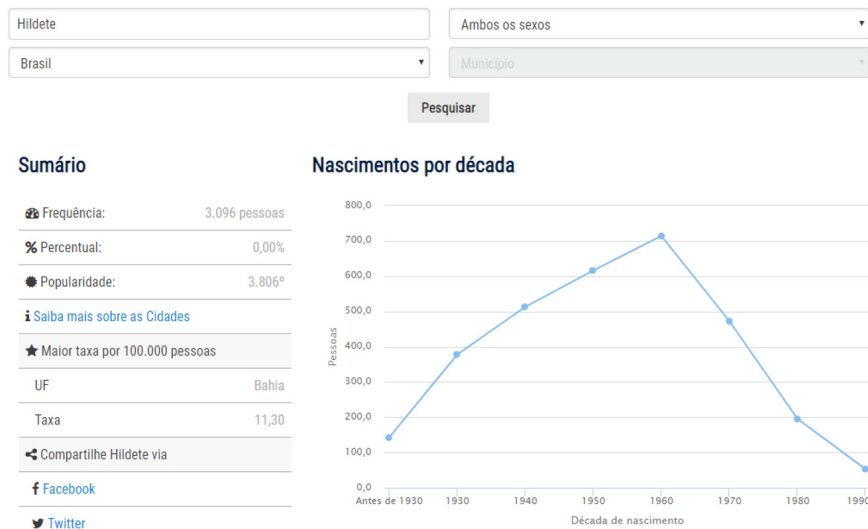 Hildete
Ambos os sexos
Brasil
Município
Pesquisar
Sumário
Frequência: 3.096 pessoas
% Percentual: 0,00%
Popularidade: 3.806º
Saiba mais sobre as Cidades
Maior taxa por 100.000 pessoas
UF Bahia
Taxa 11,30
Compartilhe Hildete via
Facebook
Twitter
Nascimentos por década
800,0
700,0
600,0
500,0
400,0
300,0
200,0
100,0
0,0
Pessoas
Antes de 1930 1930 1940 1950 1960 1970 1980 1990
Década de nascimento